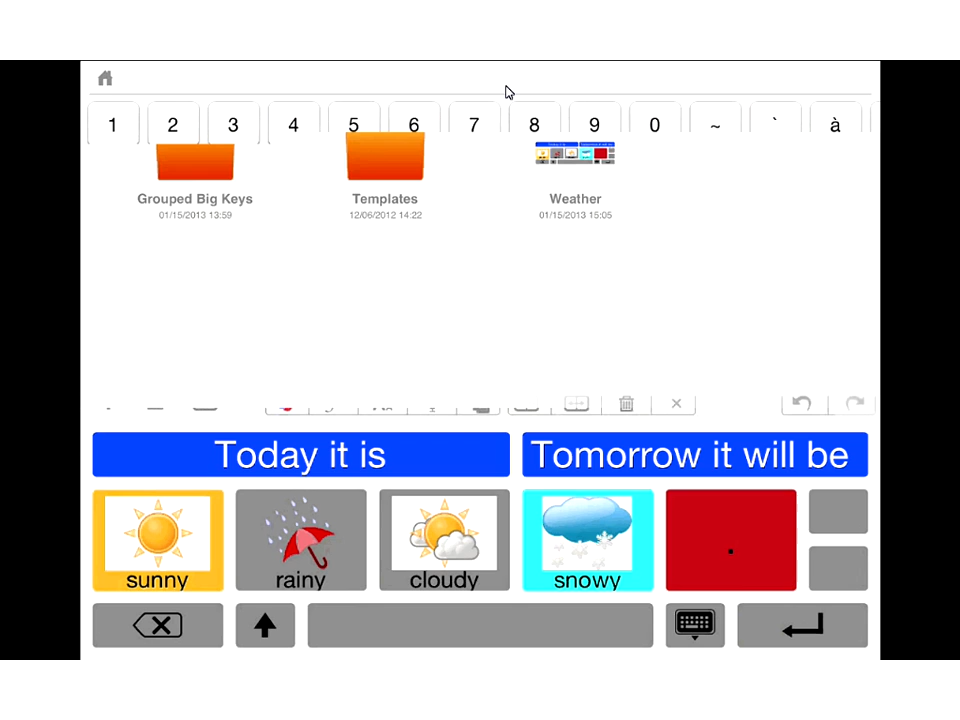 1 2 3 4 5 6 7 8 9 0 ~ ` à
Grouped Big Keys Templates Weather
01/15/2013 13:59 12/06/2012 14:22 01/15/2013 15:05
Today it is Tomorrow it will be
sunny rainy cloudy snowy .